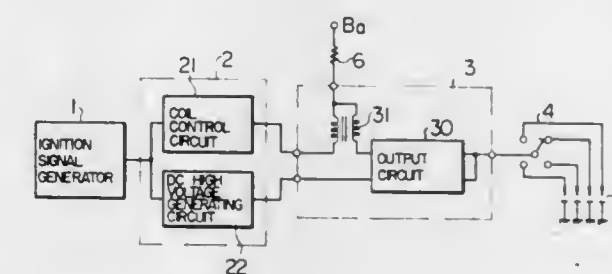 Ba
6
21
2
3
COIL
CONTROL
CIRCUIT
31
1
30
4
IGNITION
SIGNAL
GENERATOR
OUTPUT
CIRCUIT
DC HIGH
VOLTAGE
GENERATING
CIRCUIT
22